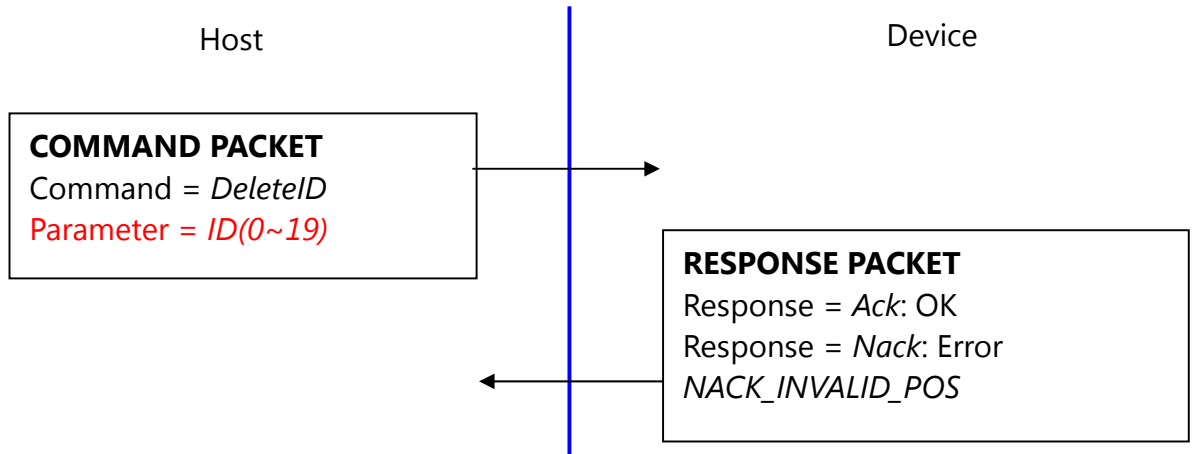 Host
Device
COMMAND PACKET
Command = DeleteID
Parameter = ID(0~19)
RESPONSE PACKET
Response = Ack: OK
Response = Nack: Error
NACK_INVALID_POS